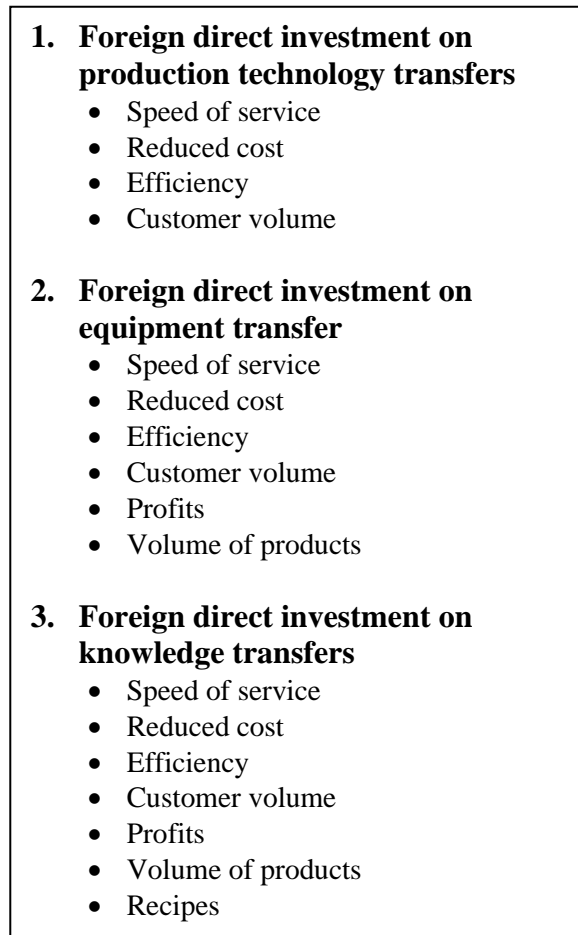 1. Foreign direct investment on
production technology transfers
• Speed of service
• Reduced cost
• Efficiency
• Customer volume
2. Foreign direct investment on
equipment transfer
• Speed of service
• Reduced cost
• Efficiency
• Customer volume
• Profits
• Volume of products
3. Foreign direct investment on
knowledge transfers
• Speed of service
• Reduced cost
• Efficiency
• Customer volume
• Profits
• Volume of products
• Recipes